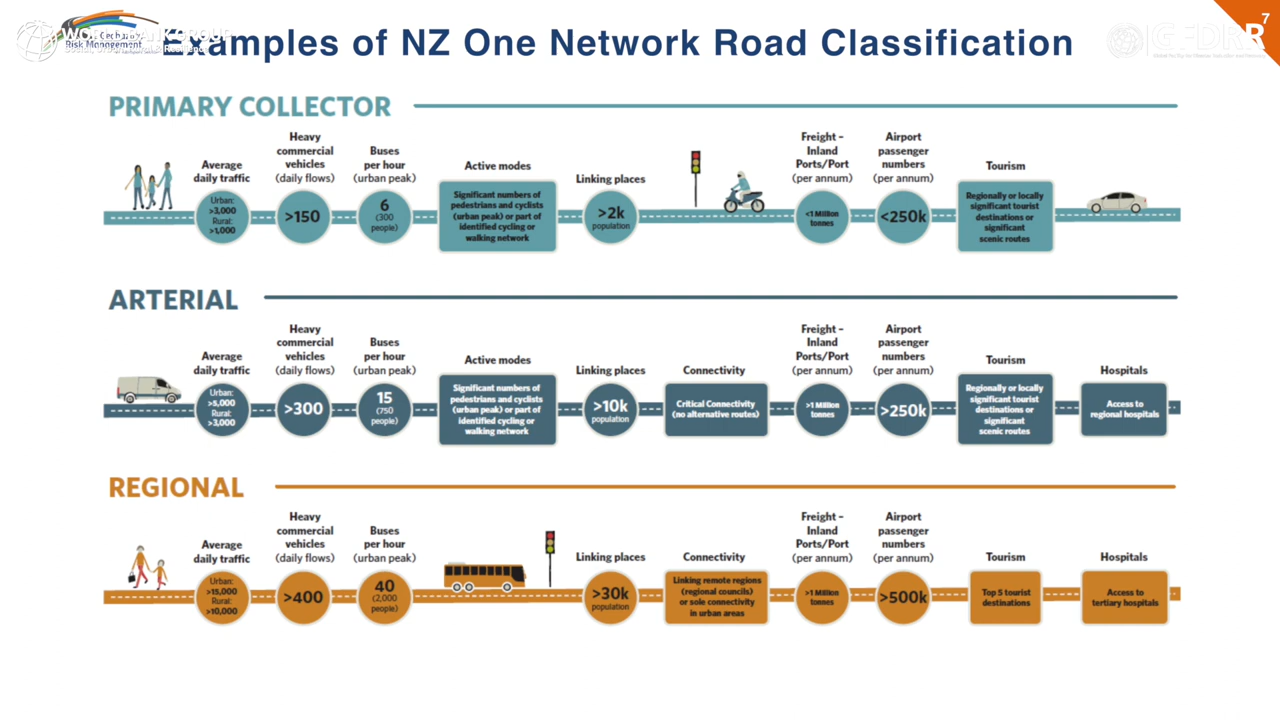 7
WORLD BANK GROUP
Risk Management
GFDRR
Examples of NZ One Network Road Classification
PRIMARY COLLECTOR
Average
daily traffic
Urban:
>3,000
Rural:
>1,000
Heavy
commercial
vehicles
(daily flows)
>150
Buses
per hour
(urban peak)
6
(300
people)
Active modes
Significant numbers of
pedestrians and cyclists
(urban peak) or part of
identified cycling or
walking network
Linking places
>2k
population
Freight –
Inland
Ports/Port
(per annum)
<1 Million
tonnes
Airport
passenger
numbers
(per annum)
<250k
Tourism
Regionally or locally
significant tourist
destinations or
significant
scenic routes
ARTERIAL
Average
daily traffic
Urban:
>5,000
Rural:
>3,000
Heavy
commercial
vehicles
(daily flows)
>300
Buses
per hour
(urban peak)
15
(750
people)
Active modes
Significant numbers of
pedestrians and cyclists
(urban peak) or part of
identified cycling or
walking network
Linking places
>10k
population
Connectivity
Critical Connectivity
(no alternative routes)
Freight –
Inland
Ports/Port
(per annum)
>1 Million
tonnes
Airport
passenger
numbers
(per annum)
>250k
Tourism
Regionally or locally
significant tourist
destinations or
significant
scenic routes
Hospitals
Access to
regional hospitals
REGIONAL
Average
daily traffic
Urban:
>15,000
Rural:
>10,000
Heavy
commercial
vehicles
(daily flows)
>400
Buses
per hour
(urban peak)
40
(2,000
people)
Linking places
>30k
population
Connectivity
Linking remote regions
(regional councils)
or sole connectivity
in urban areas
Freight –
Inland
Ports/Port
(per annum)
>1 Million
tonnes
Airport
passenger
numbers
(per annum)
>500k
Tourism
Top 5 tourist
destinations
Hospitals
Access to
tertiary hospitals